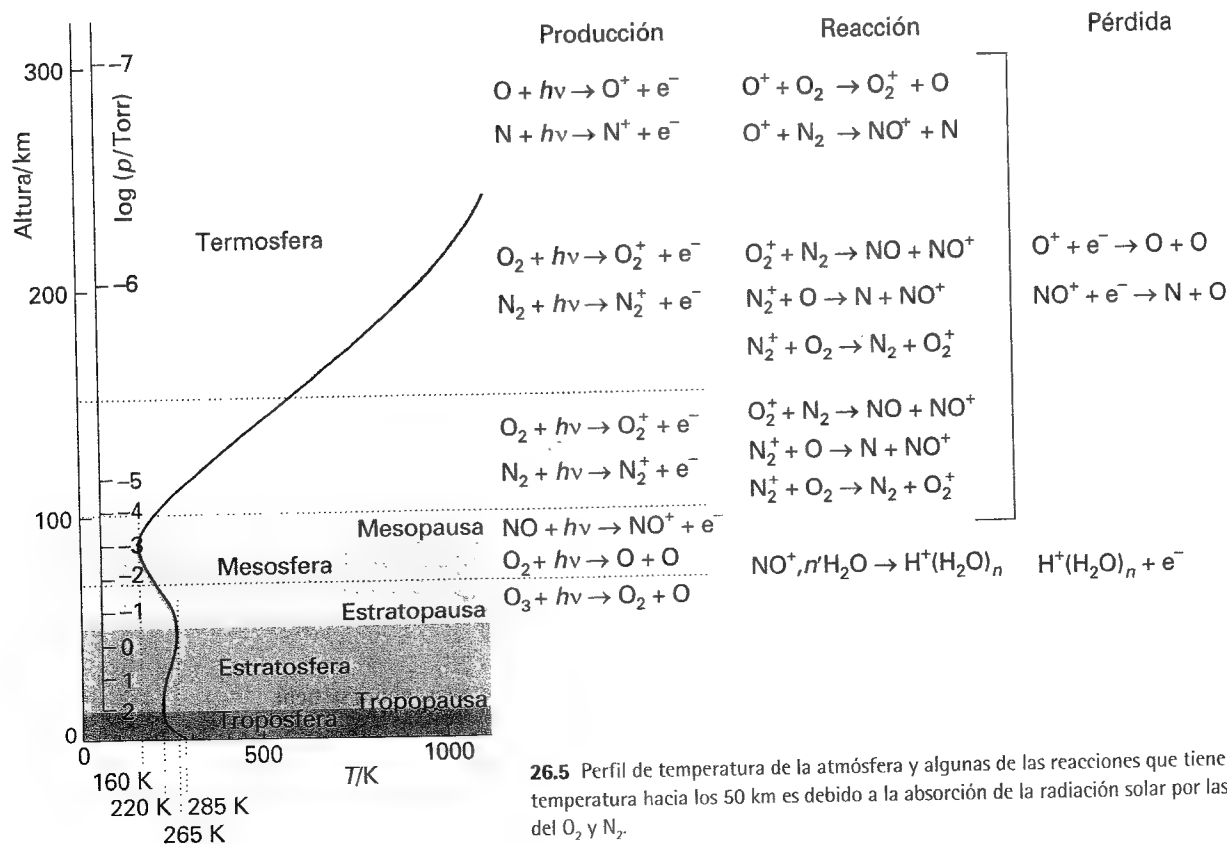 Producción Reacción Pérdida
Altura/km
log (p/Torr)
300
200
100
0
−7
−6
−5
−4
−3
−2
−1
0
1
2
O + hν → O⁺ + e⁻ O⁺ + O₂ → O₂⁺ + O
N + hν → N⁺ + e⁻ O⁺ + N₂ → NO⁺ + N
Termosfera
O₂ + hν → O₂⁺ + e⁻ O₂⁺ + N₂ → NO + NO⁺ O⁺ + e⁻ → O + O
N₂ + hν → N₂⁺ + e⁻ N₂⁺ + O → N + NO⁺ NO⁺ + e⁻ → N + O
N₂⁺ + O₂ → N₂ + O₂⁺
O₂ + hν → O₂⁺ + e⁻ O₂⁺ + N₂ → NO + NO⁺
N₂ + hν → N₂⁺ + e⁻ N₂⁺ + O → N + NO⁺
N₂⁺ + O₂ → N₂ + O₂⁺
Mesopausa NO + hν → NO⁺ + e⁻
Mesosfera O₂ + hν → O + O NO⁺,n'H₂O → H⁺(H₂O)ₙ H⁺(H₂O)ₙ + e⁻
Estratopausa O₃ + hν → O₂ + O
Estratosfera
Tropopausa
Troposfera
0 500 1000
T/K
160 K
220 K 285 K
265 K
26.5 Perfil de temperatura de la atmósfera y algunas de las reacciones que tiene
temperatura hacia los 50 km es debido a la absorción de la radiación solar por las
del O₂ y N₂.